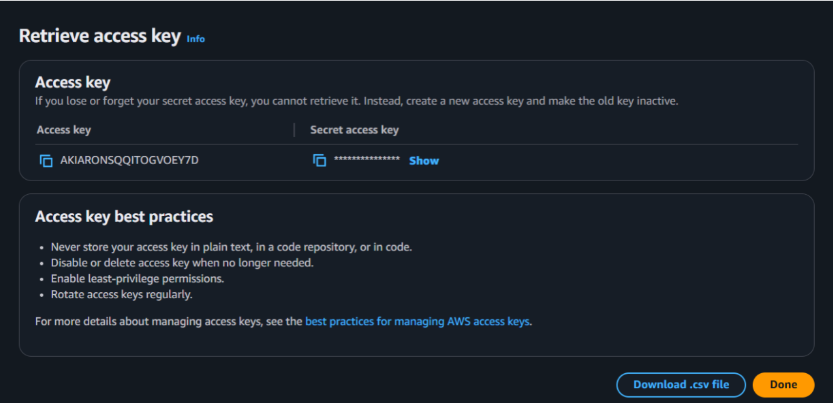 Retrieve access key Info
Access key
If you lose or forget your secret access key, you cannot retrieve it. Instead, create a new access key and make the old key inactive.
Access key | Secret access key
AKIARONSQQITOGVOEY7D *************** Show
Access key best practices
• Never store your access key in plain text, in a code repository, or in code.
• Disable or delete access key when no longer needed.
• Enable least-privilege permissions.
• Rotate access keys regularly.
For more details about managing access keys, see the best practices for managing AWS access keys.
Download .csv file Done